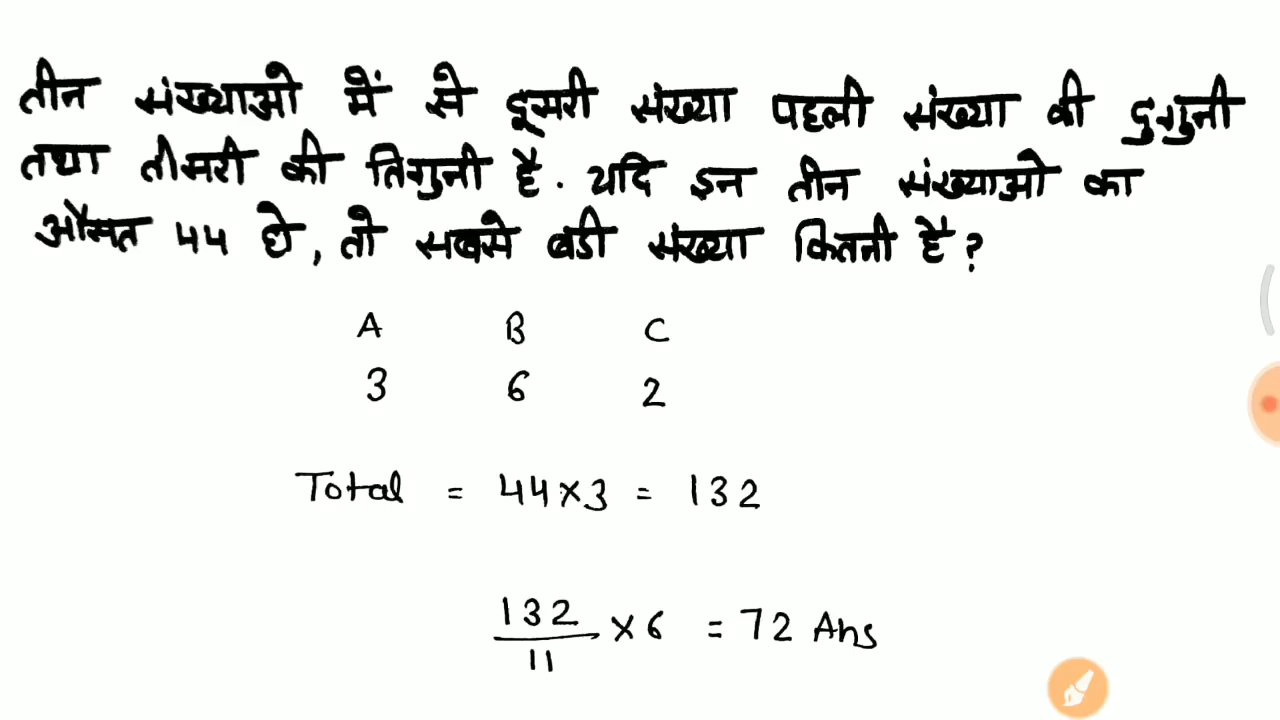 तीन संख्याओ में से दूसरी संख्या पहली संख्या की दुगुनी
तथा तीसरी की तिगुनी है. यदि इन तीन संख्याओ का
औसत 44 हो, तो सबसे बडी संख्या कितनी है?
A B C
3 6 2
Total = 44×3 = 132
132/11 × 6 = 72 Ans